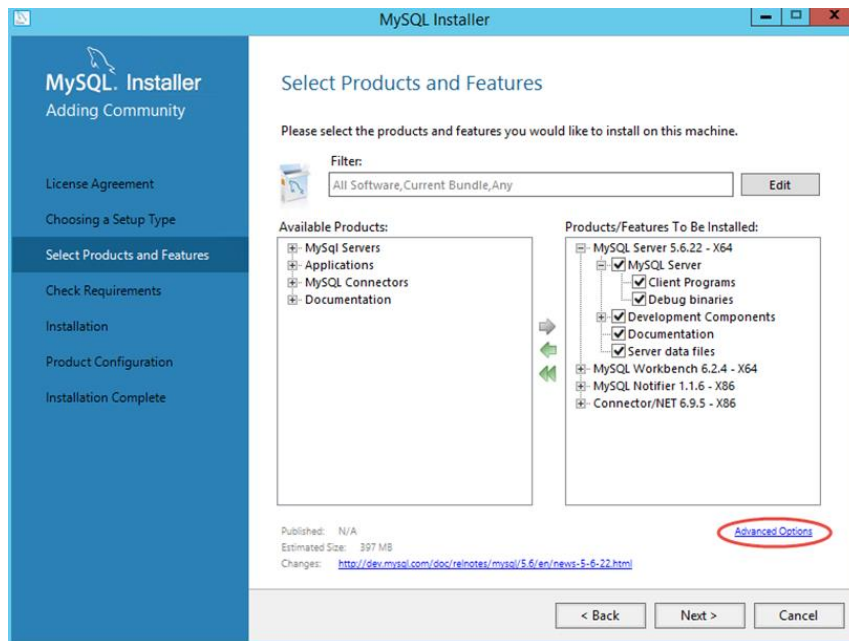 MySQL Installer
MySQL. Installer
Adding Community
License Agreement
Choosing a Setup Type
Select Products and Features
Check Requirements
Installation
Product Configuration
Installation Complete
Select Products and Features
Please select the products and features you would like to install on this machine.
Filter:
All Software,Current Bundle,Any
Edit
Available Products:
MySql Servers
Applications
MySQL Connectors
Documentation
Products/Features To Be Installed:
MySQL Server 5.6.22 - X64
MySQL Server
Client Programs
Debug binaries
Development Components
Documentation
Server data files
MySQL Workbench 6.2.4 - X64
MySQL Notifier 1.1.6 - X86
Connector/NET 6.9.5 - X86
Published: N/A
Advanced Options
Estimated Size: 397 MB
Changes: http://dev.mysql.com/doc/relnotes/mysql/5.6/en/news-5-6-22.html
< Back
Next >
Cancel